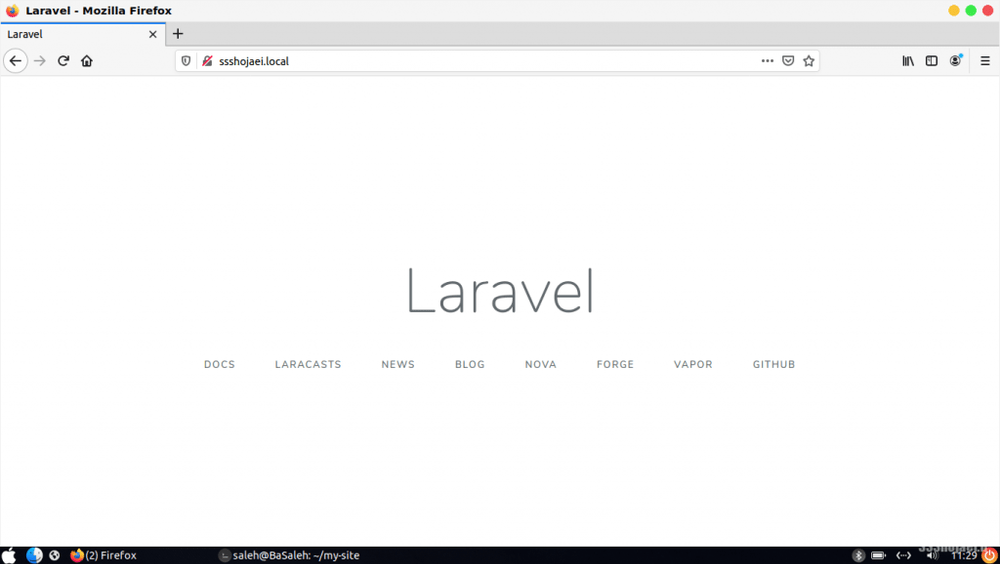 Laravel - Mozilla Firefox
Laravel
ssshojaei.local
Laravel
DOCS LARACASTS NEWS BLOG NOVA FORGE VAPOR GITHUB
(2) Firefox saleh@BaSaleh: ~/my-site 11:29